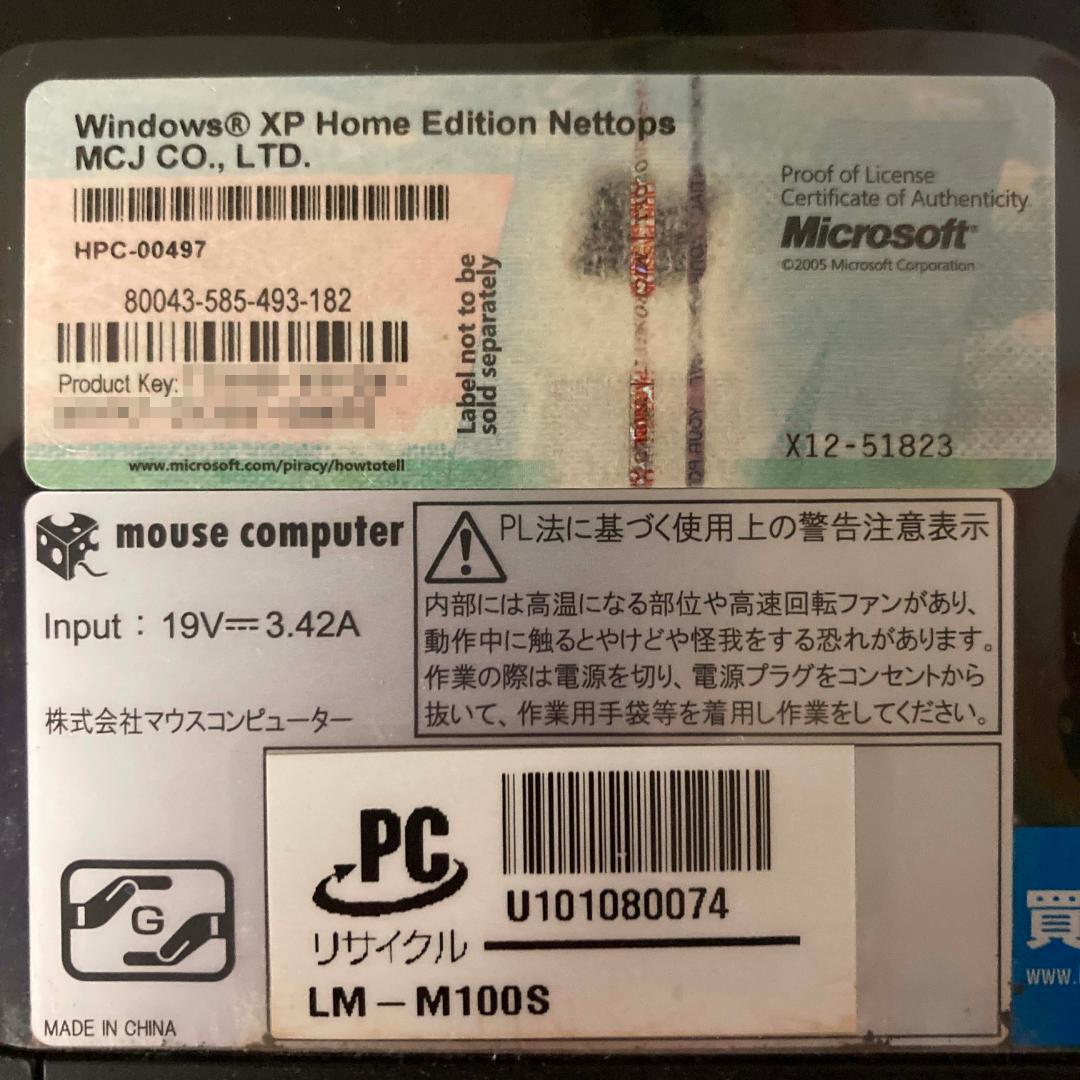 Windows® XP Home Edition Nettops
MCJ CO., LTD.
HPC-00497
80043-585-493-182
Product Key:
www.microsoft.com/piracy/howtotell
Label not to be
sold separately
Proof of License
Certificate of Authenticity
Microsoft®
©2005 Microsoft Corporation
X12-51823
mouse computer
Input : 19V⎓3.42A
株式会社マウスコンピューター
PL法に基づく使用上の警告注意表示
内部には高温になる部位や高速回転ファンがあり、
動作中に触るとやけどや怪我をする恐れがあります。
作業の際は電源を切り、電源プラグをコンセントから
抜いて、作業用手袋等を着用し作業をしてください。
G
MADE IN CHINA
PC
リサイクル
U101080074
LM-M100S
買
www.